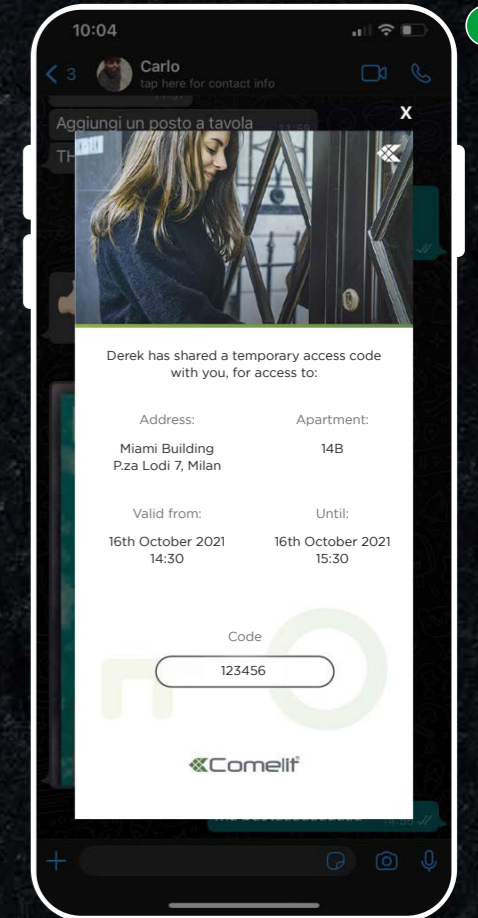 10:04
3
Carlo
tap here for contact info
Aggiungi un posto a tavola
X
Derek has shared a temporary access code
with you, for access to:
Address:
Apartment:
Miami Building
14B
P.za Lodi 7, Milan
Valid from:
Until:
16th October 2021
16th October 2021
14:30
15:30
Code
123456
Comelit